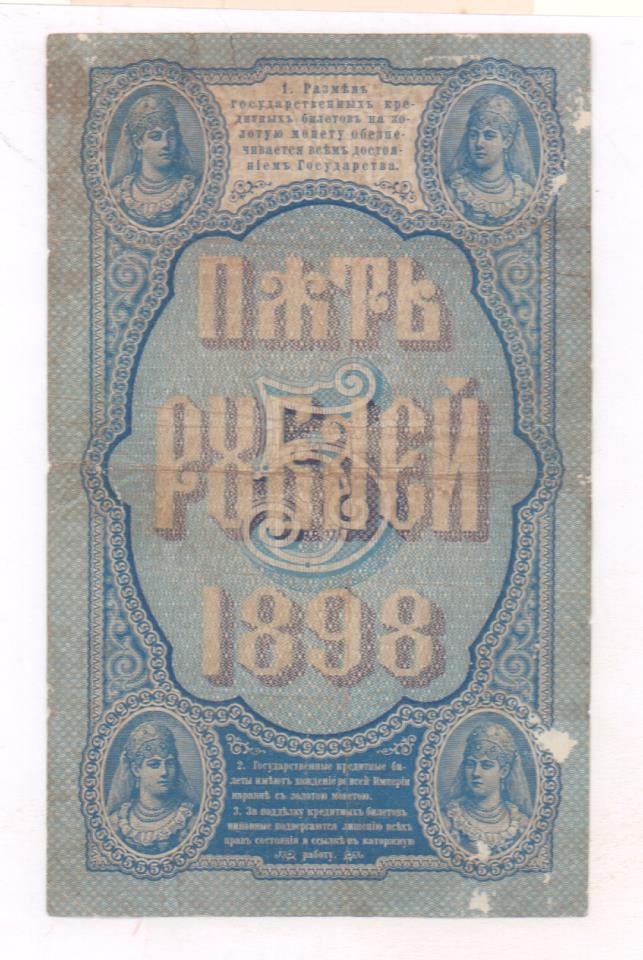 1. Размѣнъ
государственныхъ кре-
дитныхъ билетовъ на зо-
лотую монету обезпе-
чивается всѣмъ достоя-
ніемъ Государства.
ПѦТЬ
РУБЛЕЙ
5
1898
2. Государственные кредитные би-
леты имѣютъ хожденіе во всей Имперіи
наравнѣ съ золотою монетою.
3. За поддѣлку кредитныхъ билетовъ
виновные подвергаются лишенію всѣхъ
правъ состоянія и ссылкѣ въ каторжную
работу.